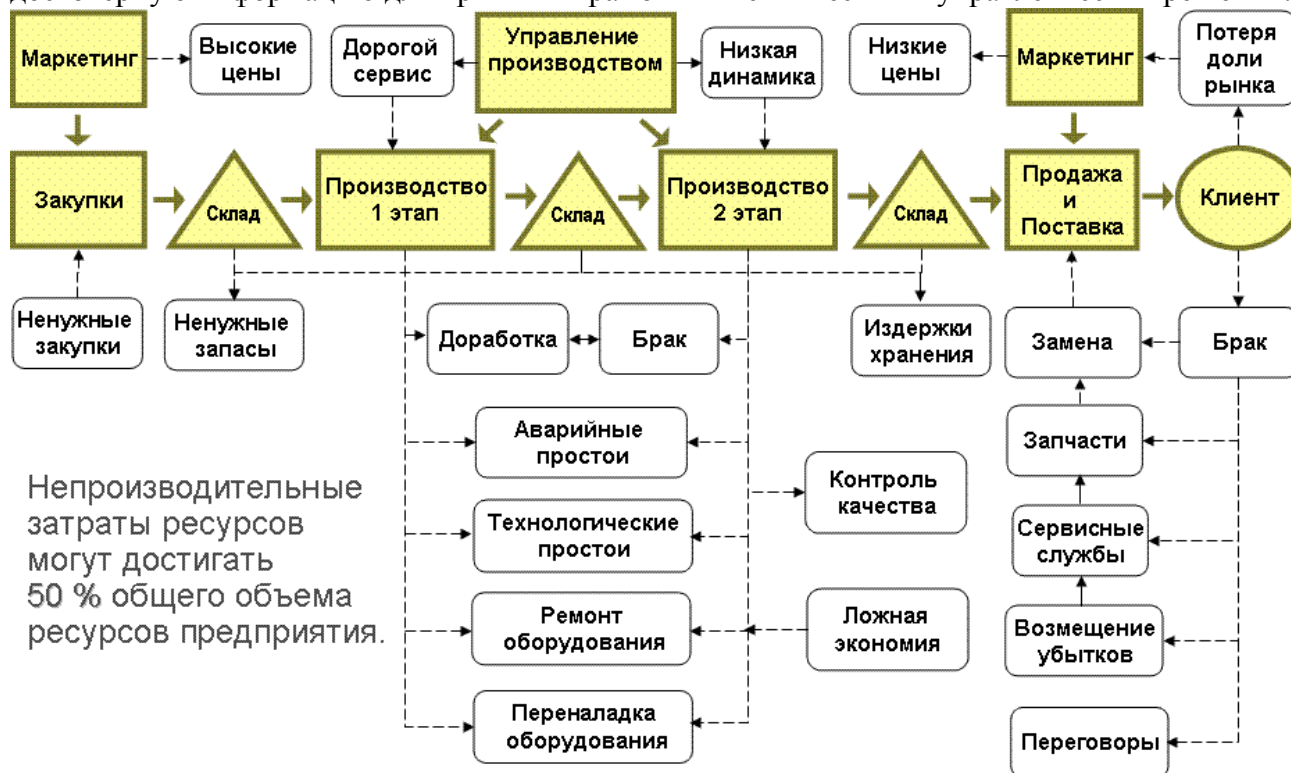 Маркетинг
Высокие
цены
Дорогой
сервис
Управление
производством
Низкая
динамика
Низкие
цены
Маркетинг
Потеря
доли
рынка
Закупки
Склад
Производство
1 этап
Склад
Производство
2 этап
Склад
Продажа
и
Поставка
Клиент
Ненужные
закупки
Ненужные
запасы
Доработка
Брак
Издержки
хранения
Замена
Брак
Аварийные
простои
Запчасти
Контроль
качества
Непроизводительные
затраты ресурсов
могут достигать
50 % общего объема
ресурсов предприятия.
Технологические
простои
Сервисные
службы
Ремонт
оборудования
Ложная
экономия
Возмещение
убытков
Переналадка
оборудования
Переговоры